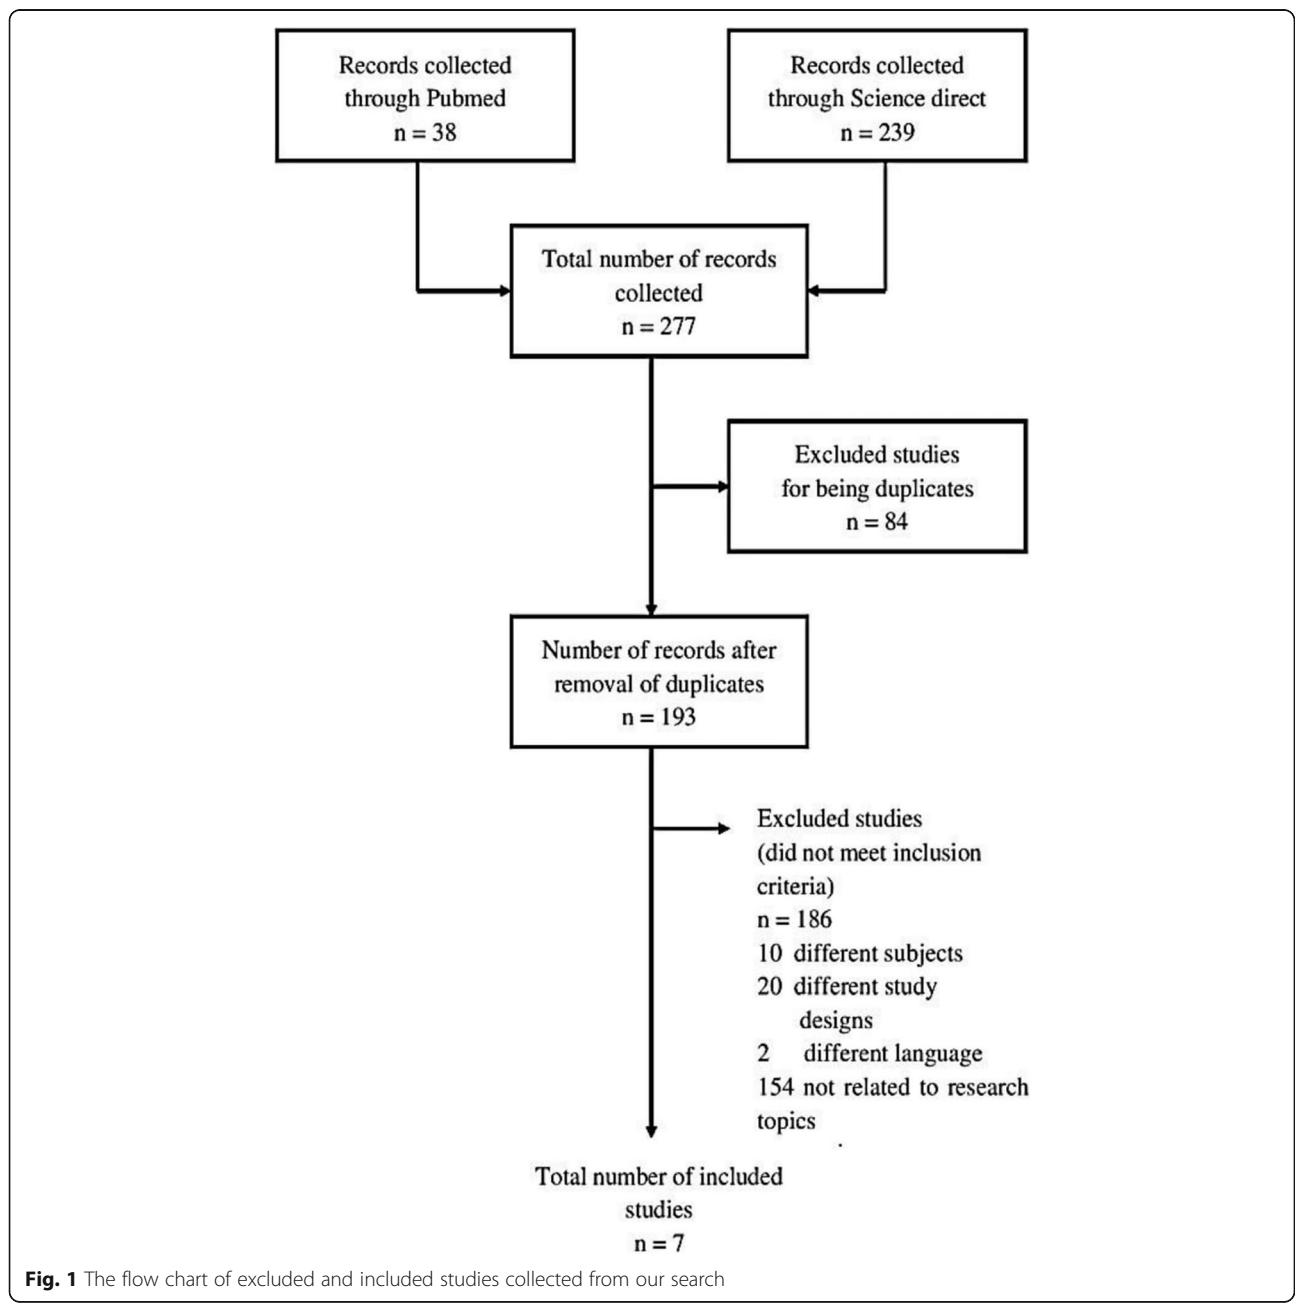 Records collected
through Pubmed
n = 38
Records collected
through Science direct
n = 239
Total number of records
collected
n = 277
Excluded studies
for being duplicates
n = 84
Number of records after
removal of duplicates
n = 193
Excluded studies
(did not meet inclusion
criteria)
n = 186
10 different subjects
20 different study
designs
2 different language
154 not related to research
topics
.
Total number of included
studies
n = 7
Fig. 1 The flow chart of excluded and included studies collected from our search